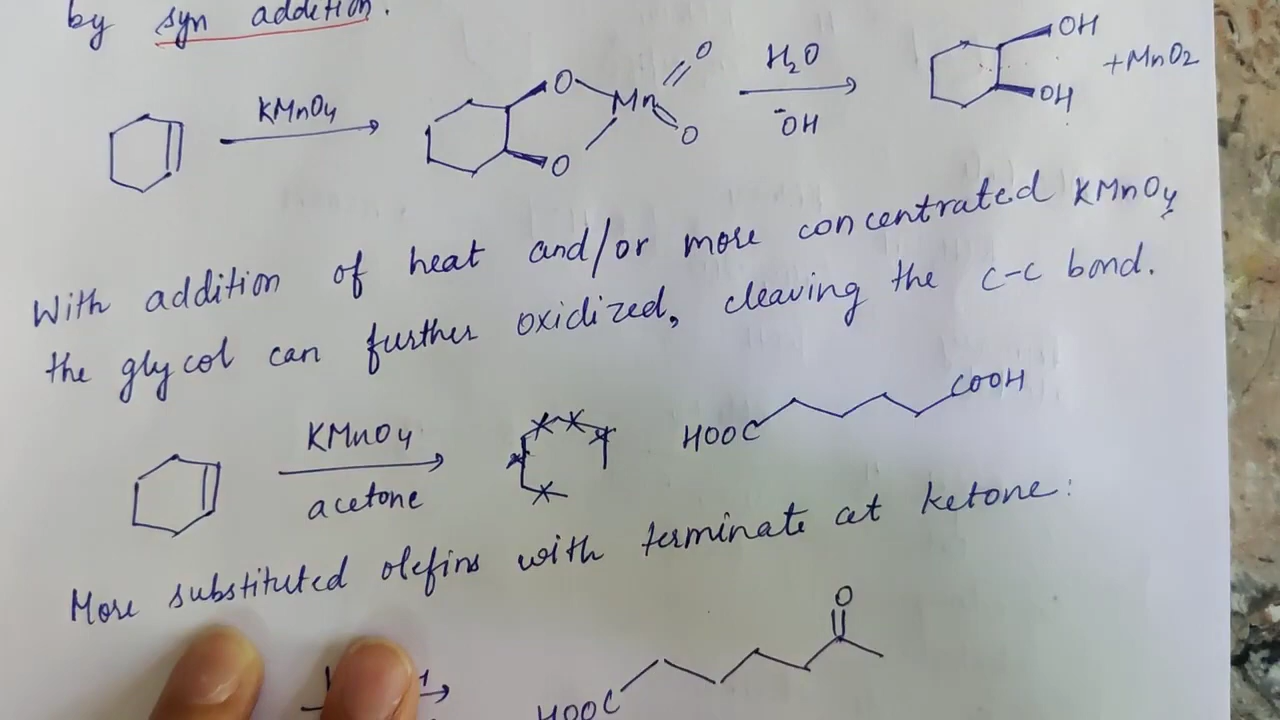 by syn addition.
KMnO4
O
Mn
O
O
O
H2O
-OH
OH
OH
+MnO2
With addition of heat and/or more concentrated KMnO4
the glycol can further oxidized, cleaving the C-C bond.
KMnO4
acetone
HOOC
COOH
More substituted olefins with terminate at ketone:
O
HOOC